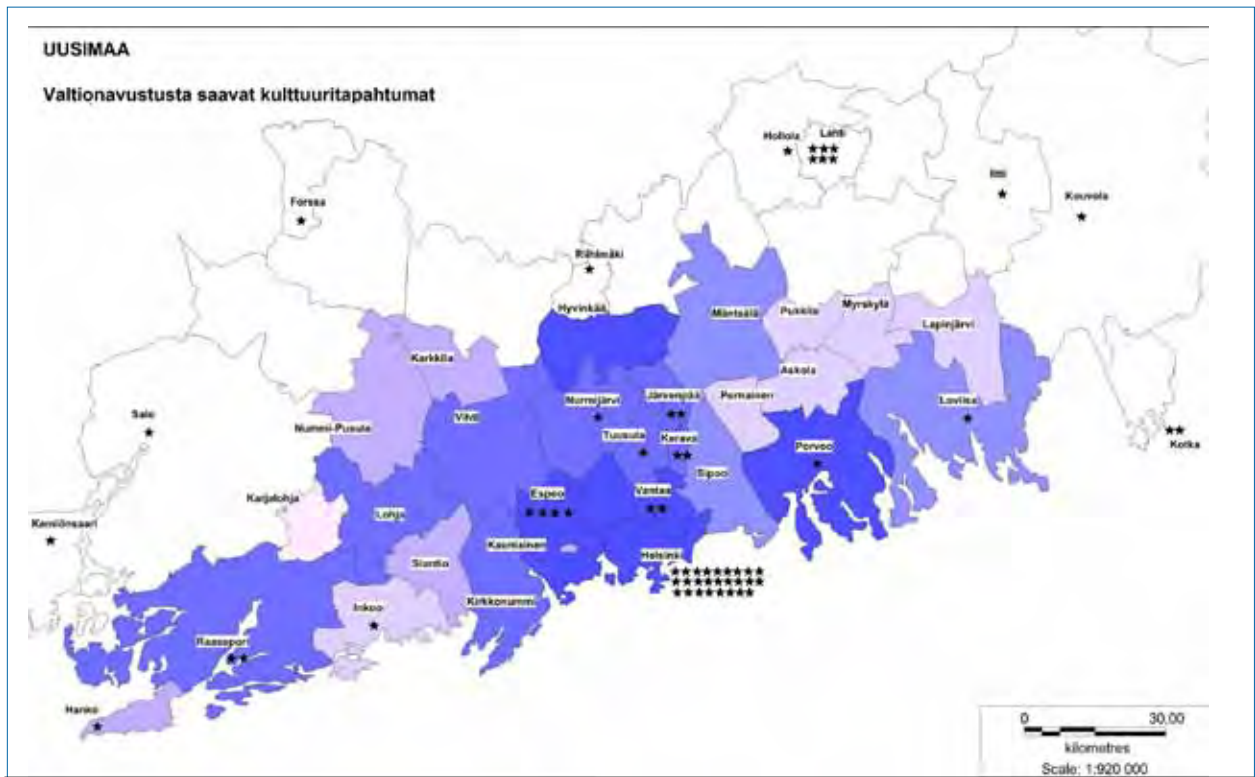 UUSIMAA
Valtionavustusta saavat kulttuuritapahtumat
Hollola
Lahti
Iitti
Kouvola
Forssa
Riihimäki
Hyvinkää
Mäntsälä
Pukkila
Myrskylä
Lapinjärvi
Karkkila
Askola
Nurmijärvi
Järvenpää
Pornainen
Loviisa
Salo
Vihti
Nummi-Pusula
Tuusula
Kerava
Porvoo
Kotka
Sipoo
Karjalohja
Espoo
Vantaa
Lohja
Kemiönsaari
Kauniainen
Helsinki
Siuntio
Inkoo
Kirkkonummi
Raasepori
Hanko
0 30,00
kilometres
Scale: 1:920 000